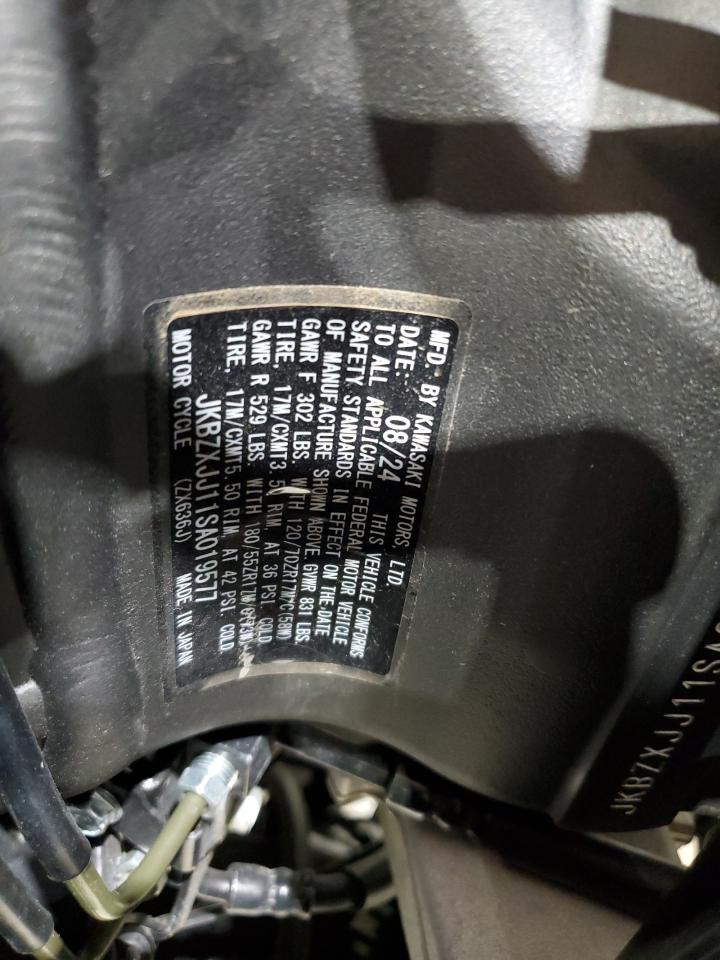 MFD. BY KAWASAKI MOTORS, LTD.
DATE: 08/24 THIS VEHICLE CONFORMS
TO ALL APPLICABLE FEDERAL MOTOR VEHICLE
SAFETY STANDARDS IN EFFECT ON THE DATE
OF MANUFACTURE SHOWN ABOVE. GVWR 831 LBS.
GAWR F 302 LBS. WITH 120/70ZR17M/C(58W)
TIRE, 17M/CXMT3. RIM, AT 36 PSI COLD
GAWR R 529 LBS. WITH 180/55ZR17M/C(73W)
TIRE, 17M/CXMT5.50 RIM, AT 42 PSI COLD
JKBZXJJ11SA019517
MOTOR CYCLE (ZX636J) MADE IN JAPAN
JKBZXJJ11SA